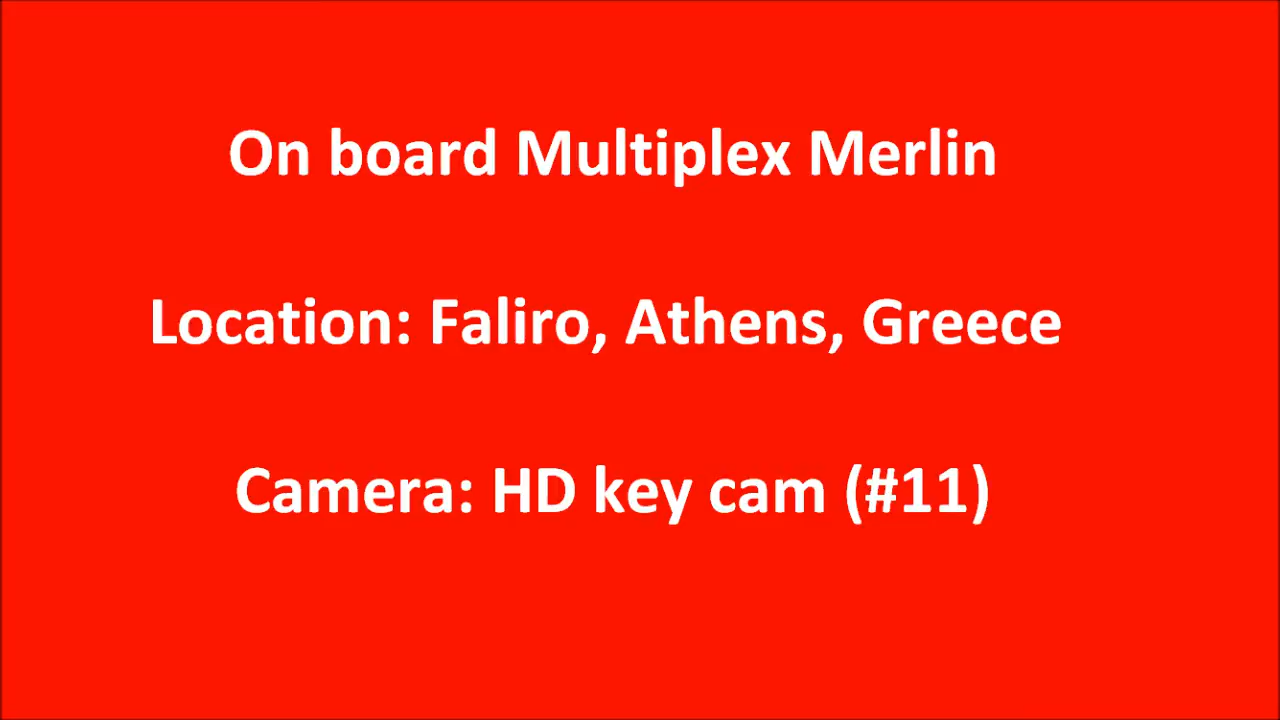 On board Multiplex Merlin
Location: Faliro, Athens, Greece
Camera: HD key cam (#11)